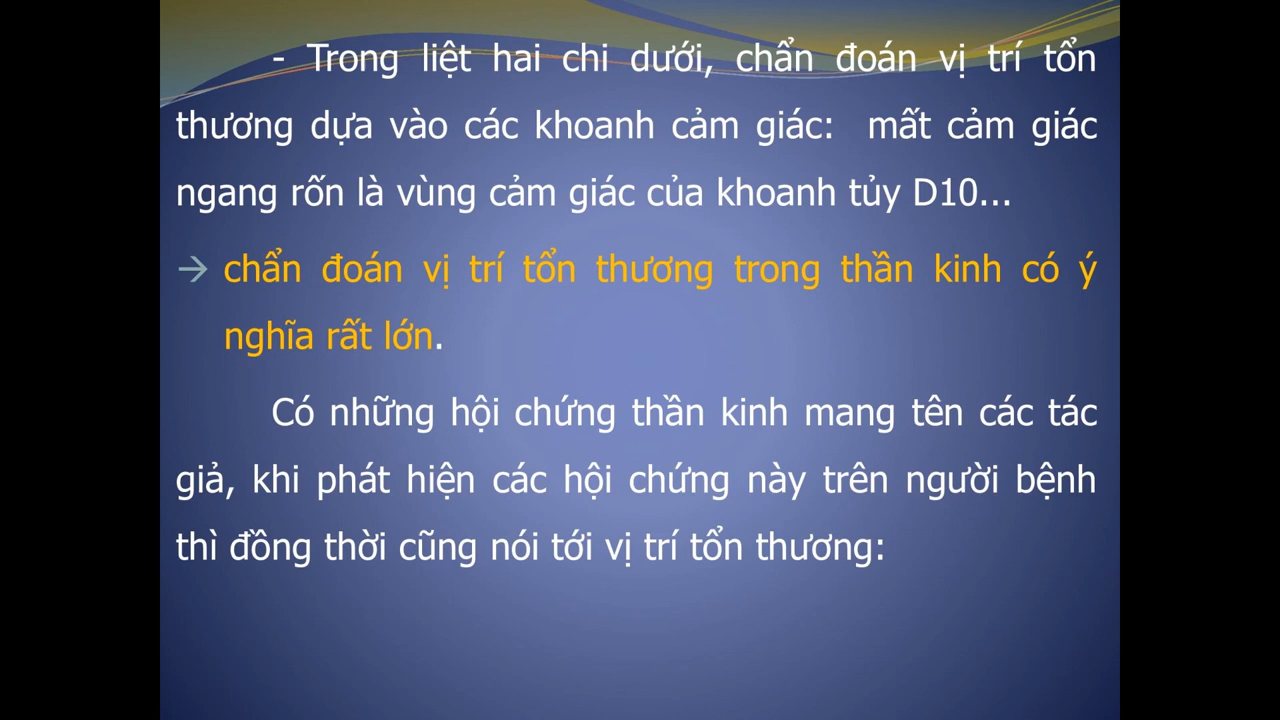 - Trong liệt hai chi dưới, chẩn đoán vị trí tổn
thương dựa vào các khoanh cảm giác: mất cảm giác
ngang rốn là vùng cảm giác của khoanh tủy D10...
→ chẩn đoán vị trí tổn thương trong thần kinh có ý
nghĩa rất lớn.
Có những hội chứng thần kinh mang tên các tác
giả, khi phát hiện các hội chứng này trên người bệnh
thì đồng thời cũng nói tới vị trí tổn thương: